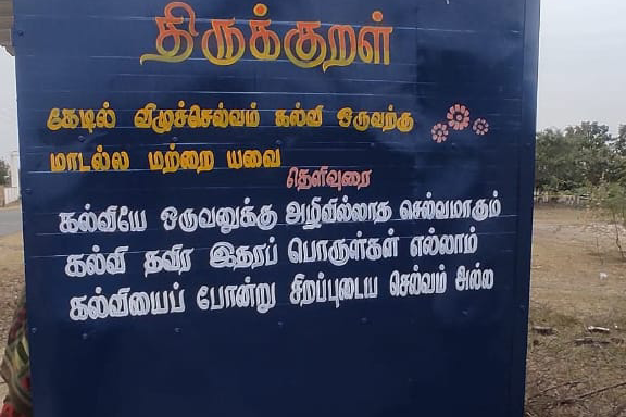 திருக்குறள்
கேடில் விழுச்செல்வம் கல்வி ஒருவற்கு
மாடல்ல மற்றை யவை
தெளிவுரை
கல்வியே ஒருவனுக்கு அழிவில்லாத செல்வமாகும்
கல்வி தவிர இதரப் பொருள்கள் எல்லாம்
கல்வியைப் போன்று சிறப்புடைய செல்வம் அல்ல